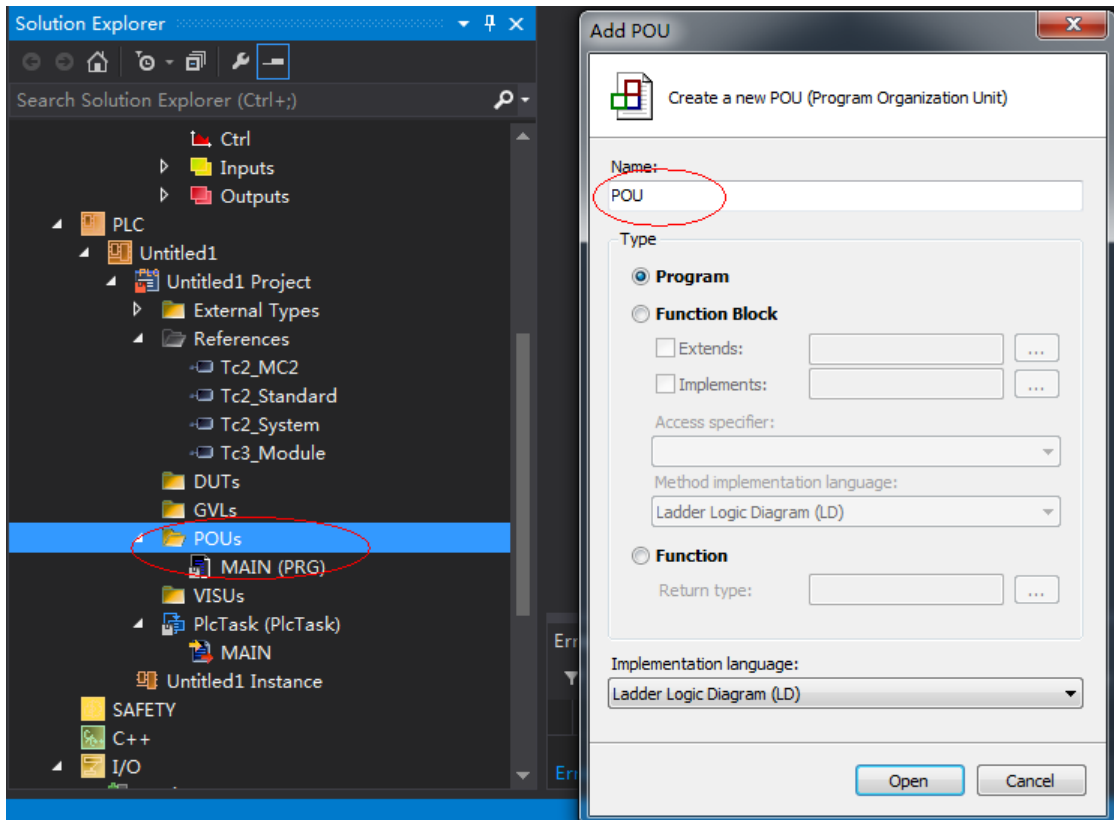 Solution Explorer
Search Solution Explorer (Ctrl+;)
Ctrl
Inputs
Outputs
PLC
Untitled1
Untitled1 Project
External Types
References
Tc2_MC2
Tc2_Standard
Tc2_System
Tc3_Module
DUTs
GVLs
POUs
MAIN (PRG)
VISUs
PlcTask (PlcTask)
MAIN
Untitled1 Instance
SAFETY
C++
I/O
Err
Err
Add POU
Create a new POU (Program Organization Unit)
Name:
POU
Type
Program
Function Block
Extends:
...
Implements:
...
Access specifier:
Method implementation language:
Ladder Logic Diagram (LD)
Function
Return type:
...
Implementation language:
Ladder Logic Diagram (LD)
Open
Cancel